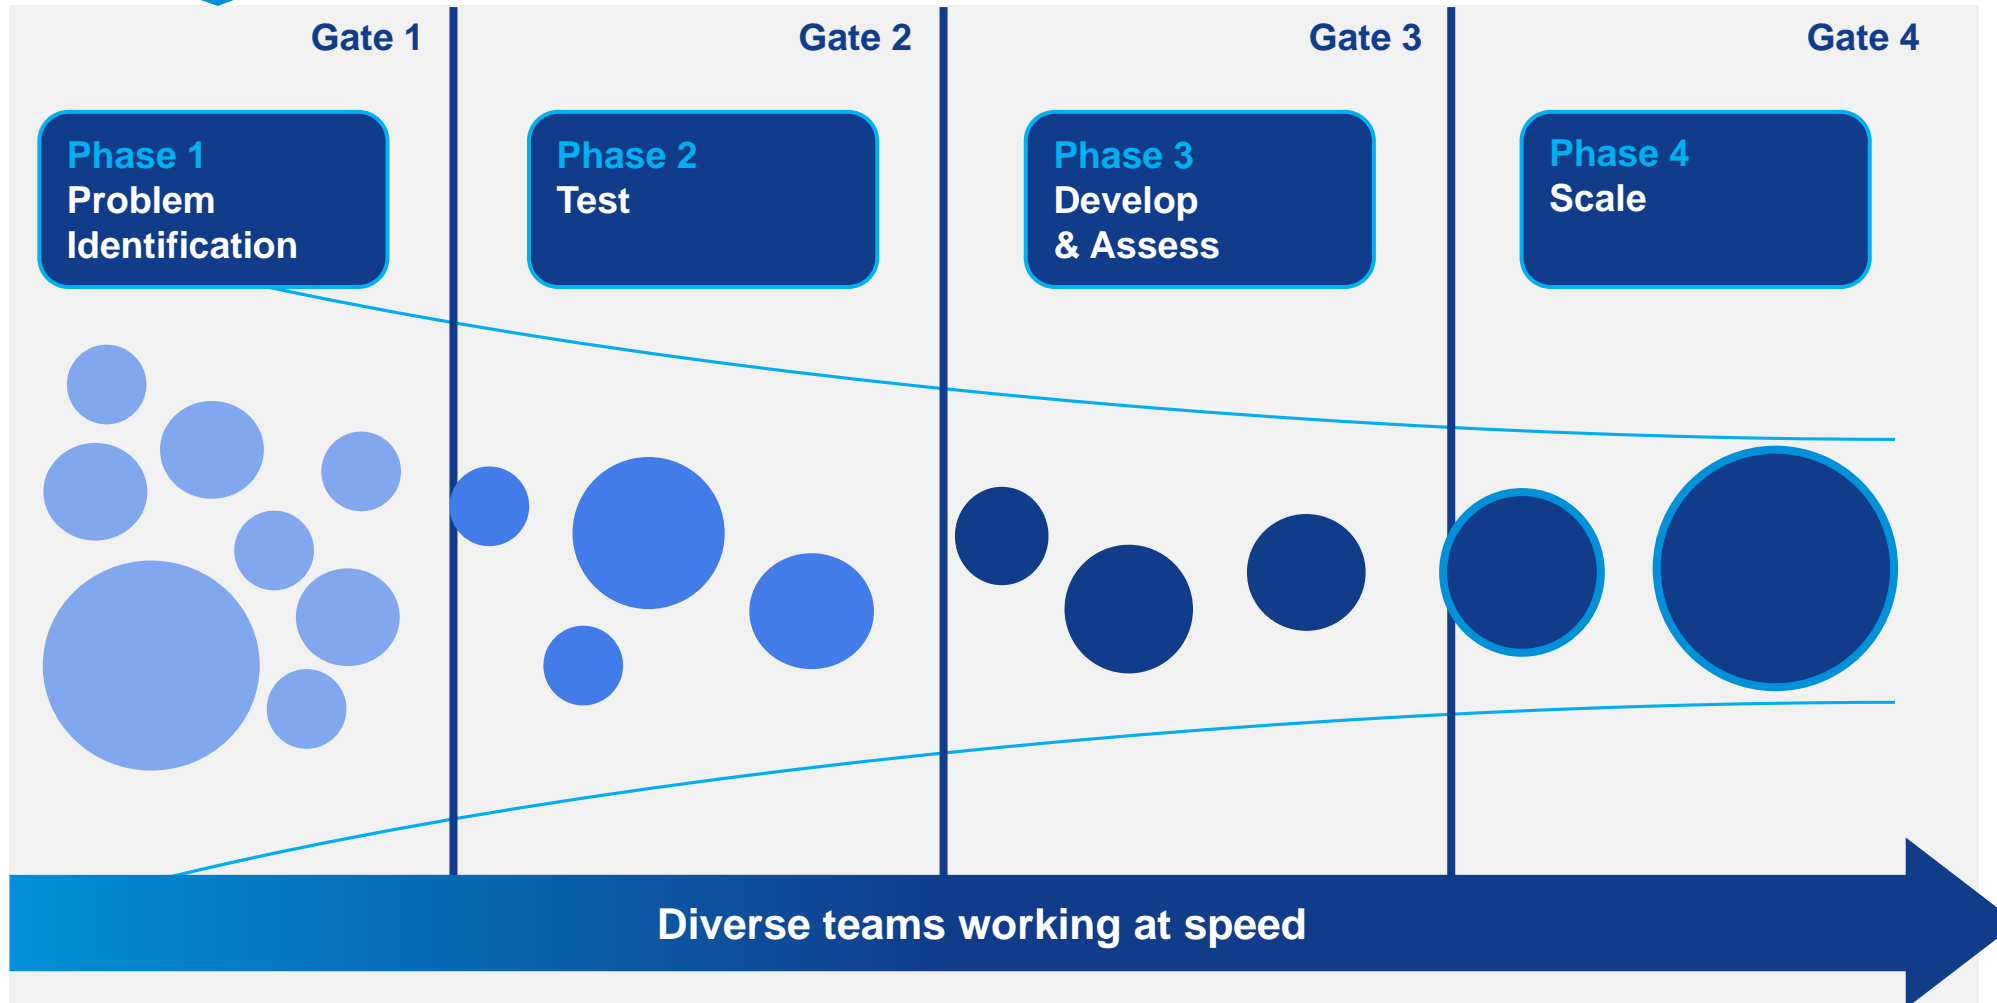 Gate 1
Gate 2
Gate 3
Gate 4
Phase 1
Problem
Identification
Phase 2
Test
Phase 3
Develop
& Assess
Phase 4
Scale
Diverse teams working at speed